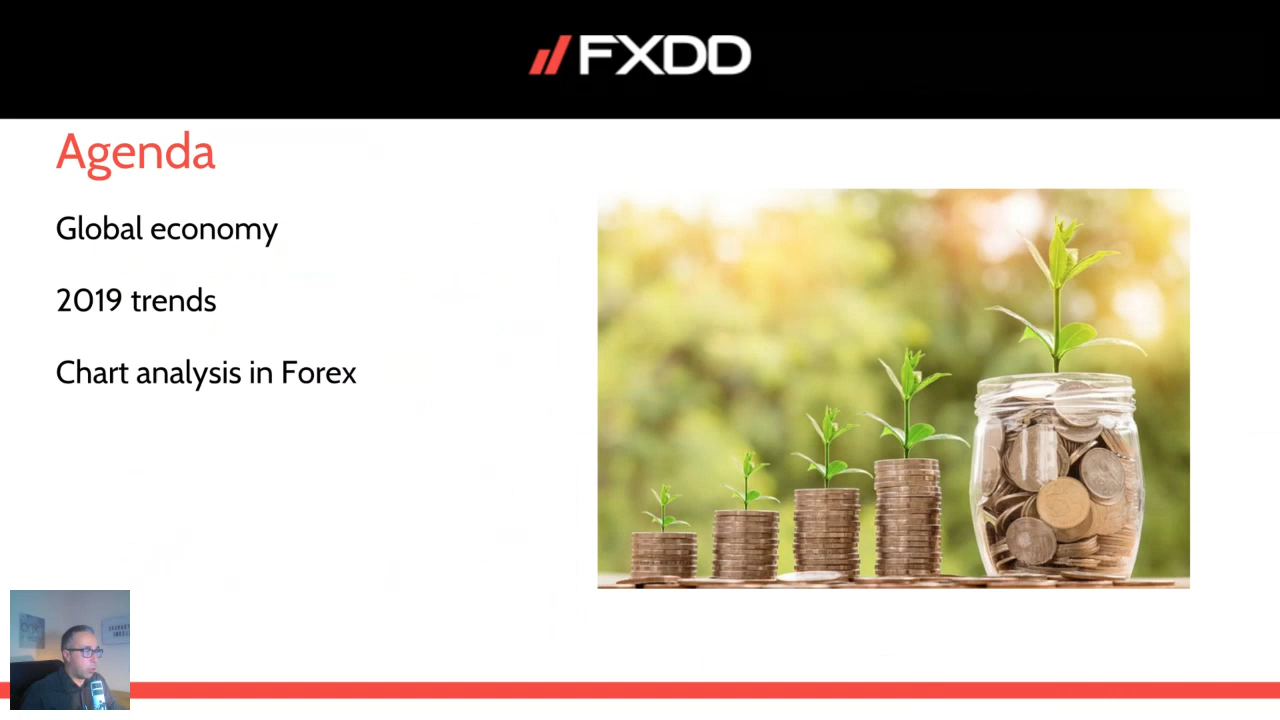 FXDD
Agenda
Global economy
2019 trends
Chart analysis in Forex